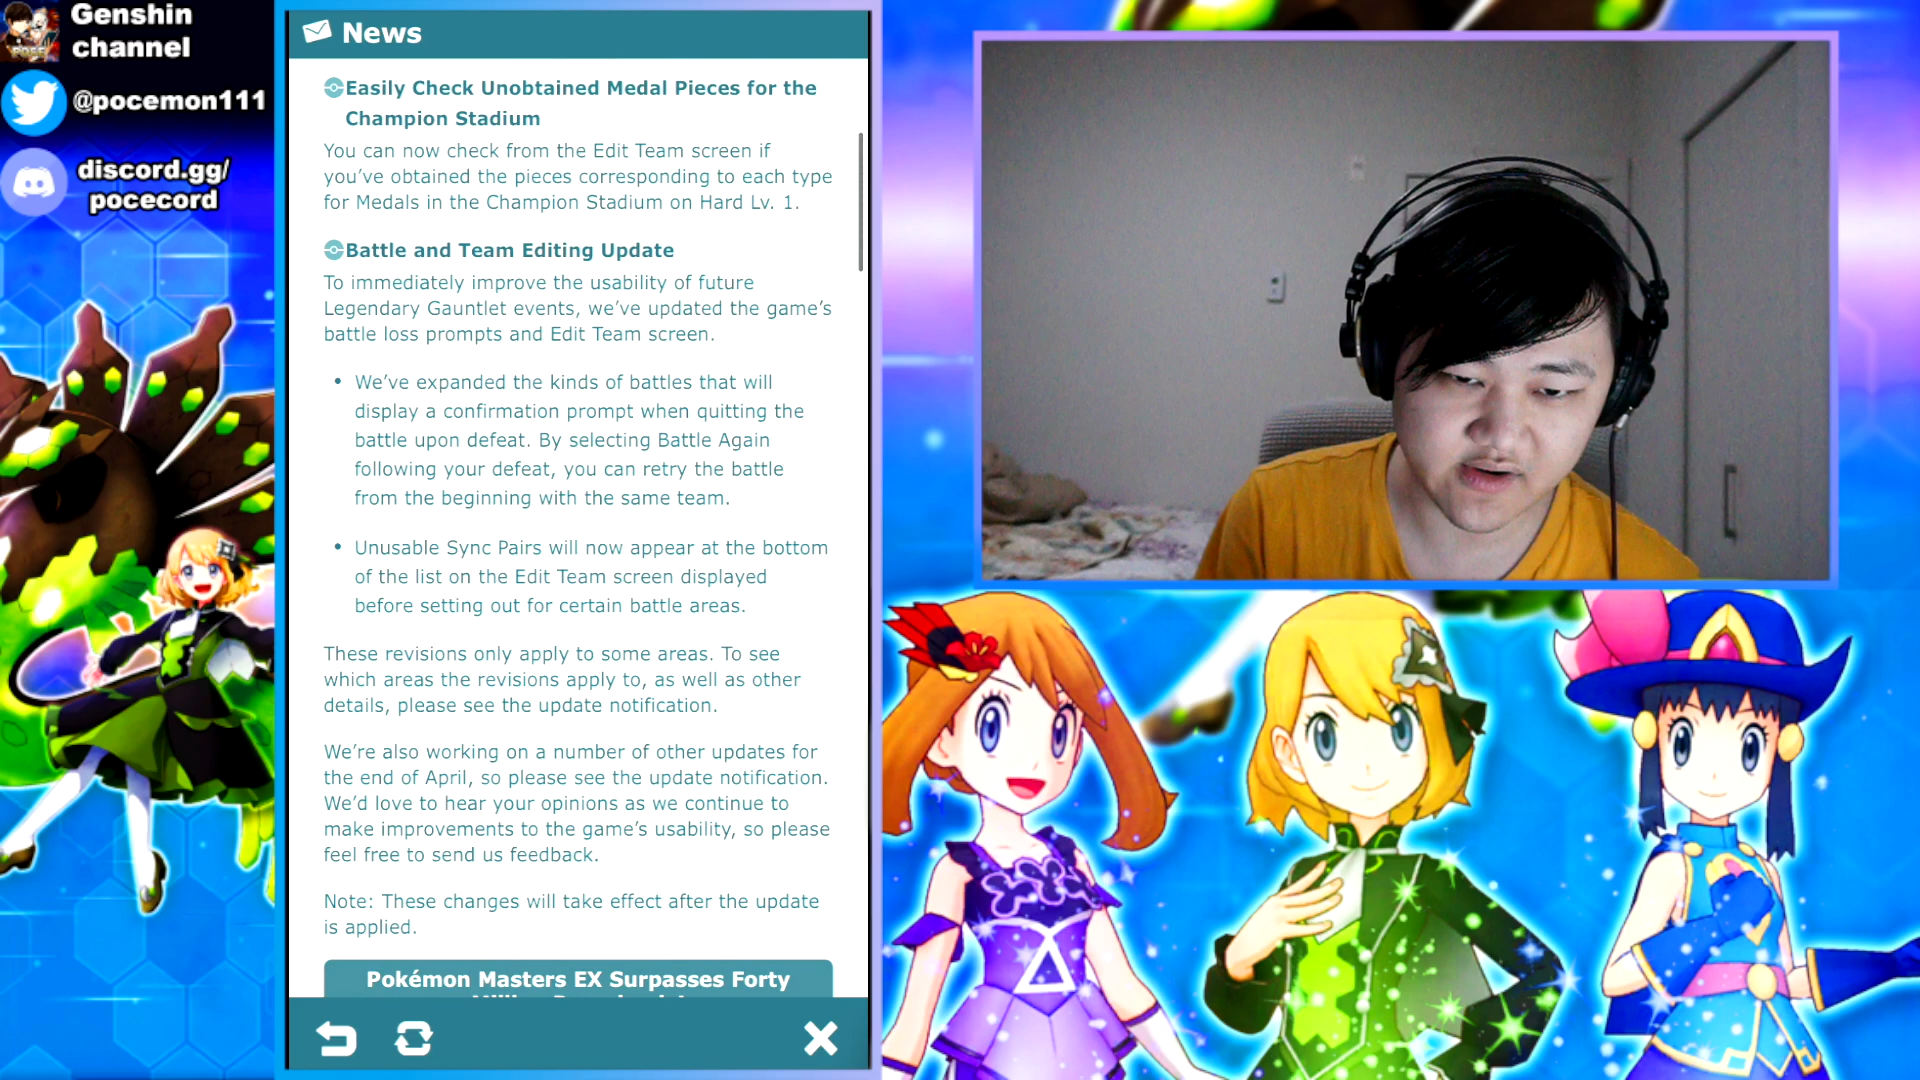 Genshin
channel
@pocemon111
discord.gg/
pocecord
News
Easily Check Unobtained Medal Pieces for the
Champion Stadium
You can now check from the Edit Team screen if
you’ve obtained the pieces corresponding to each type
for Medals in the Champion Stadium on Hard Lv. 1.
Battle and Team Editing Update
To immediately improve the usability of future
Legendary Gauntlet events, we’ve updated the game’s
battle loss prompts and Edit Team screen.
• We’ve expanded the kinds of battles that will
display a confirmation prompt when quitting the
battle upon defeat. By selecting Battle Again
following your defeat, you can retry the battle
from the beginning with the same team.
• Unusable Sync Pairs will now appear at the bottom
of the list on the Edit Team screen displayed
before setting out for certain battle areas.
These revisions only apply to some areas. To see
which areas the revisions apply to, as well as other
details, please see the update notification.
We’re also working on a number of other updates for
the end of April, so please see the update notification.
We’d love to hear your opinions as we continue to
make improvements to the game’s usability, so please
feel free to send us feedback.
Note: These changes will take effect after the update
is applied.
Pokémon Masters EX Surpasses Forty